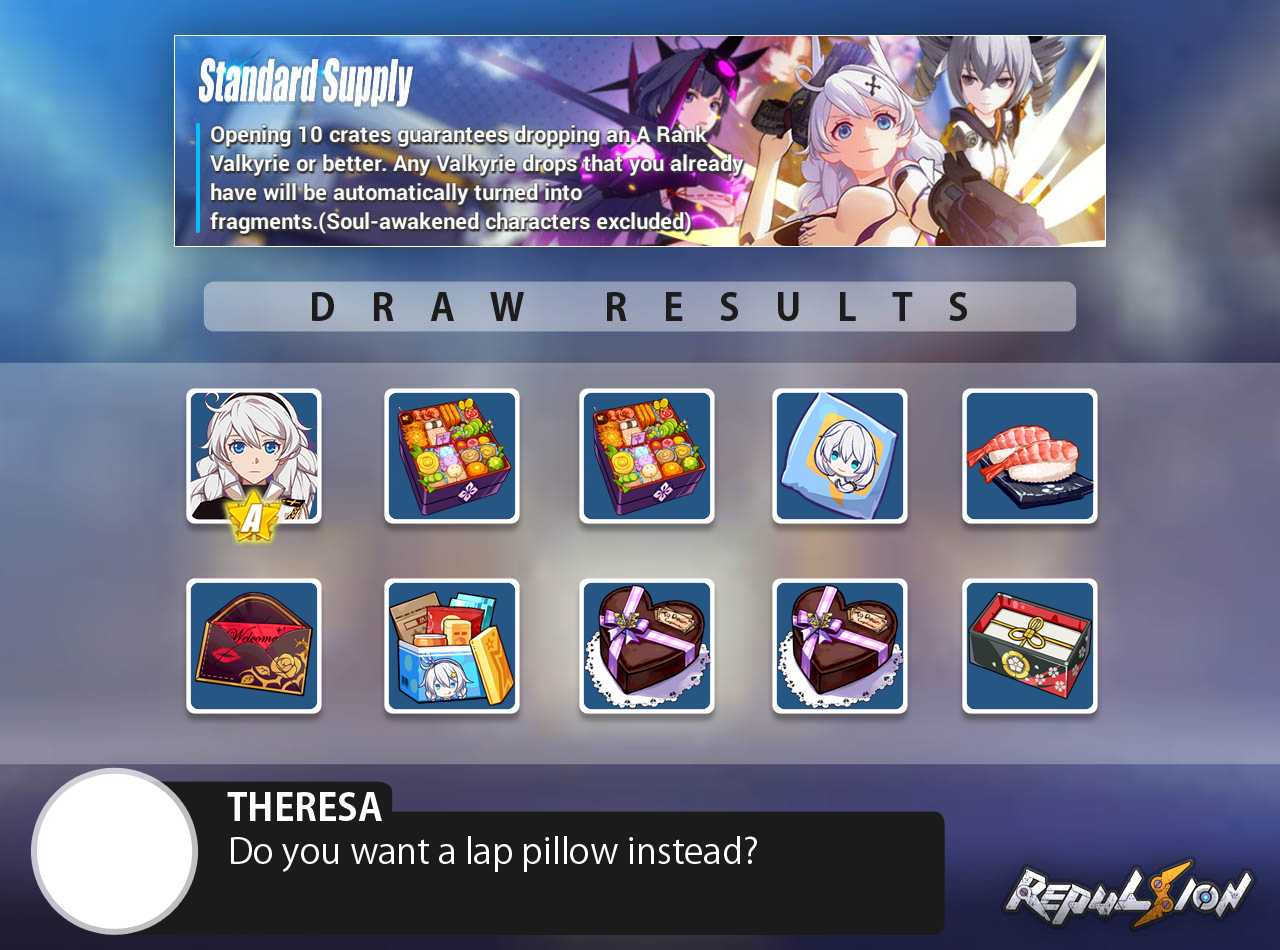 Standard Supply
Opening 10 crates guarantees dropping an A Rank
Valkyrie or better. Any Valkyrie drops that you already
have will be automatically turned into
fragments.(Soul-awakened characters excluded)
DRAW RESULTS
A
Welcome
THERESA
Do you want a lap pillow instead?
REPULSION